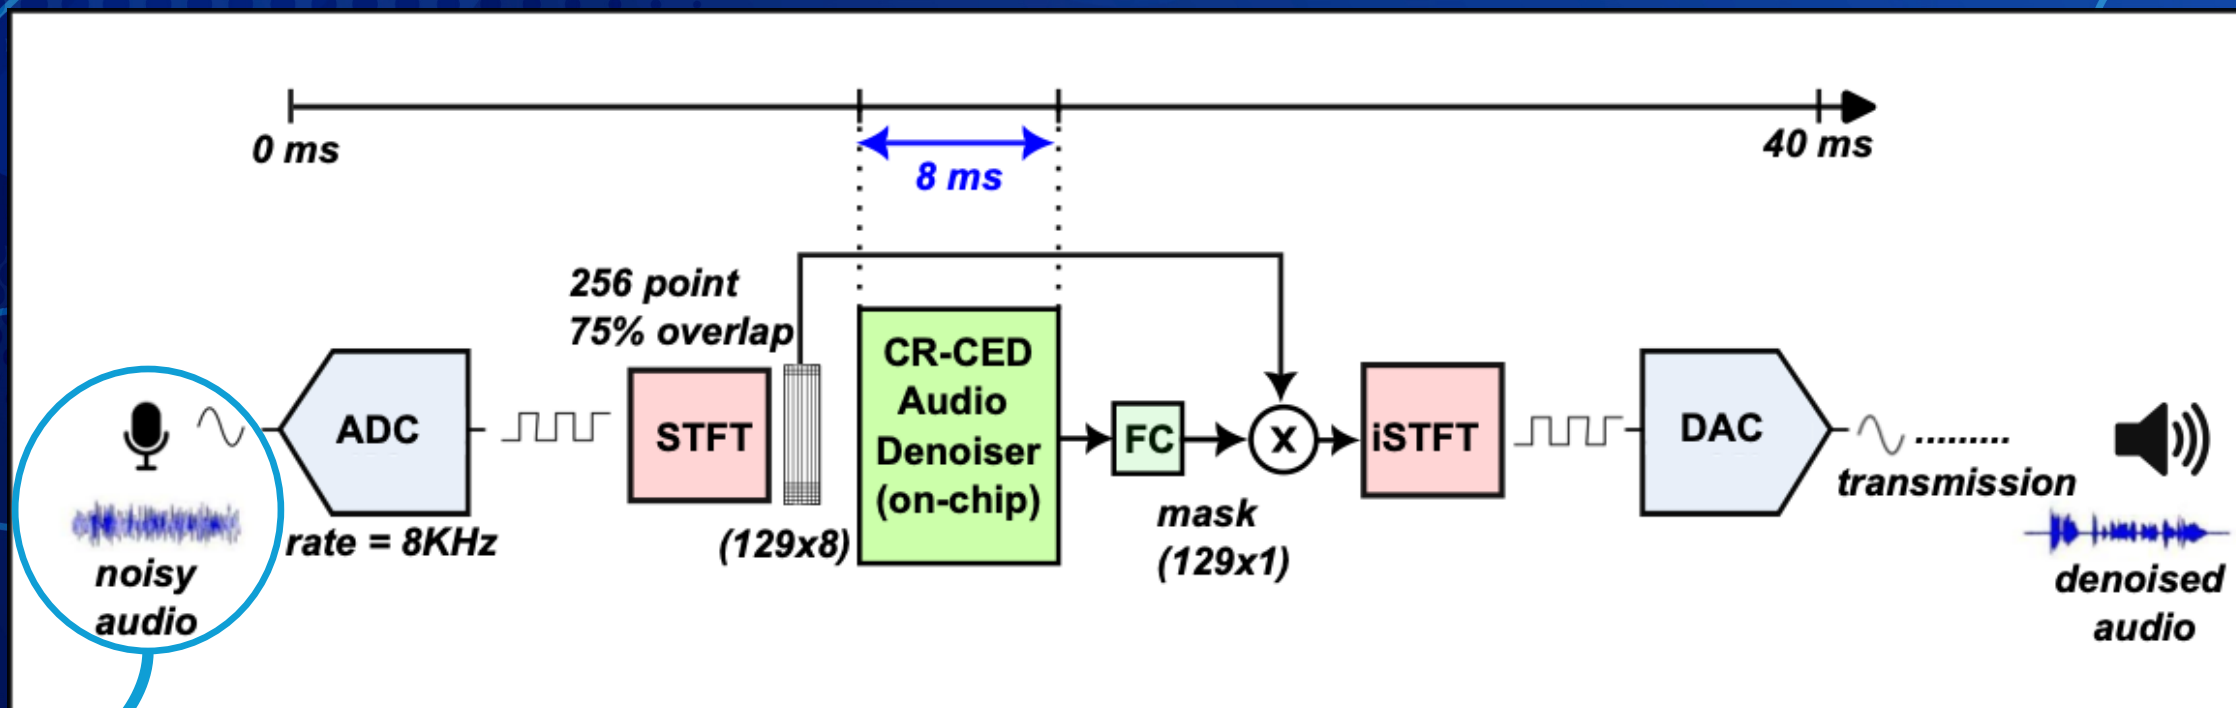 0 ms
40 ms
8 ms
256 point
75% overlap
CR-CED
Audio
Denoiser
(on-chip)
ADC
STFT
FC
X
iSTFT
DAC
rate = 8KHz
(129x8)
mask
(129x1)
transmission
noisy
audio
denoised
audio